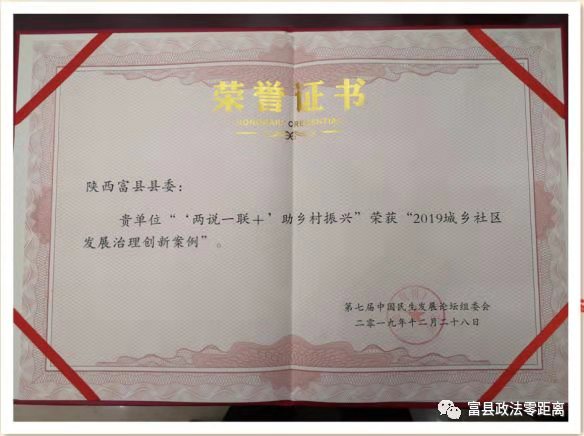 荣誉证书
HONORARY CREDENTIAL
陕西富县县委：
贵单位“‘两说一联＋’助乡村振兴”荣获“2019城乡社区
发展治理创新案例”。
第七届中国民生发展论坛组委会
二零一九年十二月二十八日
富县政法零距离